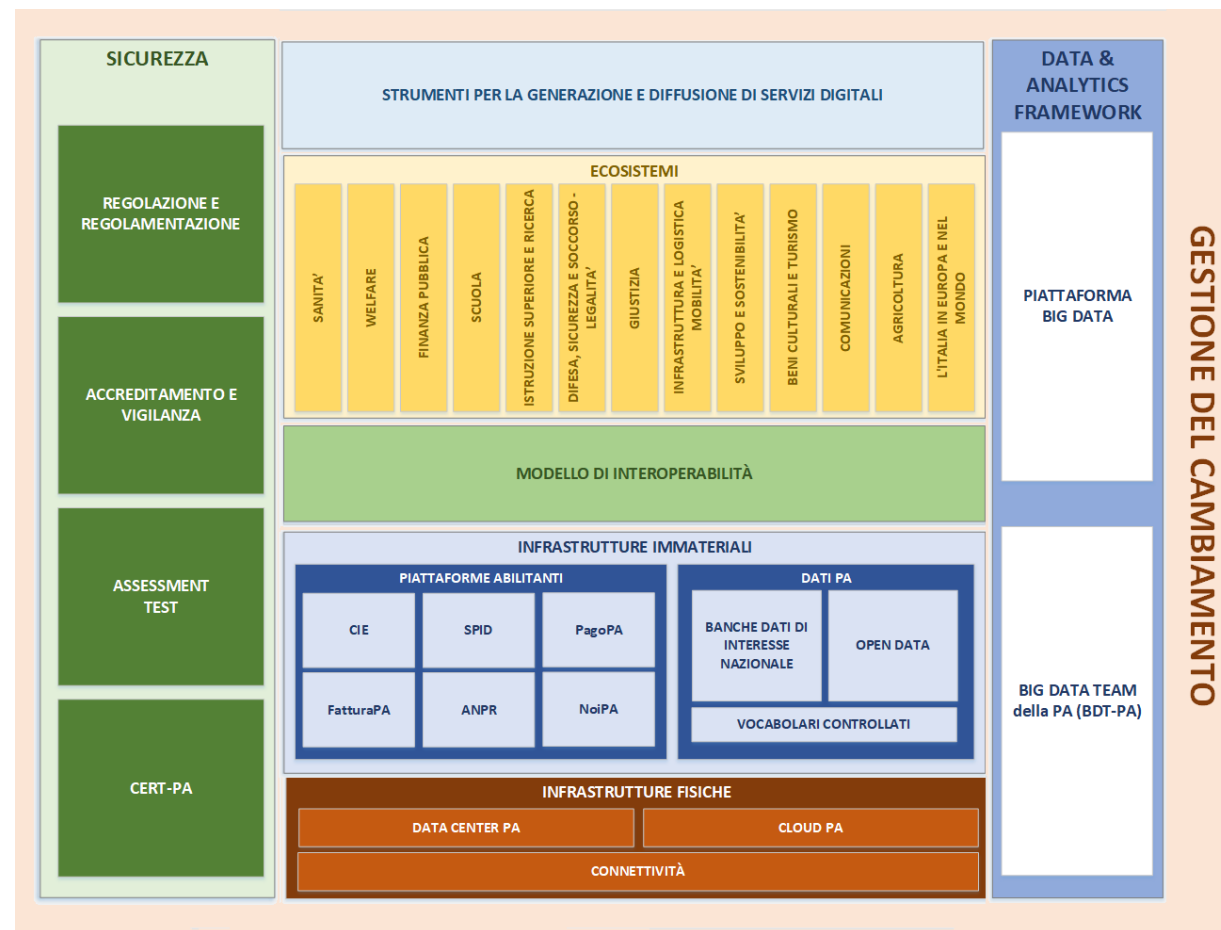 SICUREZZA
REGOLAZIONE E
REGOLAMENTAZIONE
ACCREDITAMENTO E
VIGILANZA
ASSESSMENT
TEST
CERT-PA
STRUMENTI PER LA GENERAZIONE E DIFFUSIONE DI SERVIZI DIGITALI
ECOSISTEMI
SANITA’
WELFARE
FINANZA PUBBLICA
SCUOLA
ISTRUZIONE SUPERIORE E RICERCA
DIFESA, SICUREZZA E SOCCORSO -
LEGALITA’
GIUSTIZIA
INFRASTRUTTURA E LOGISTICA
MOBILITA’
SVILUPPO E SOSTENIBILITA’
BENI CULTURALI E TURISMO
COMUNICAZIONI
AGRICOLTURA
L'ITALIA IN EUROPA E NEL
MONDO
MODELLO DI INTEROPERABILITÀ
INFRASTRUTTURE IMMATERIALI
PIATTAFORME ABILITANTI
CIE
SPID
PagoPA
FatturaPA
ANPR
NoiPA
DATI PA
BANCHE DATI DI
INTERESSE
NAZIONALE
OPEN DATA
VOCABOLARI CONTROLLATI
INFRASTRUTTURE FISICHE
DATA CENTER PA
CLOUD PA
CONNETTIVITÀ
DATA &
ANALYTICS
FRAMEWORK
PIATTAFORMA
BIG DATA
BIG DATA TEAM
della PA (BDT-PA)
GESTIONE DEL CAMBIAMENTO